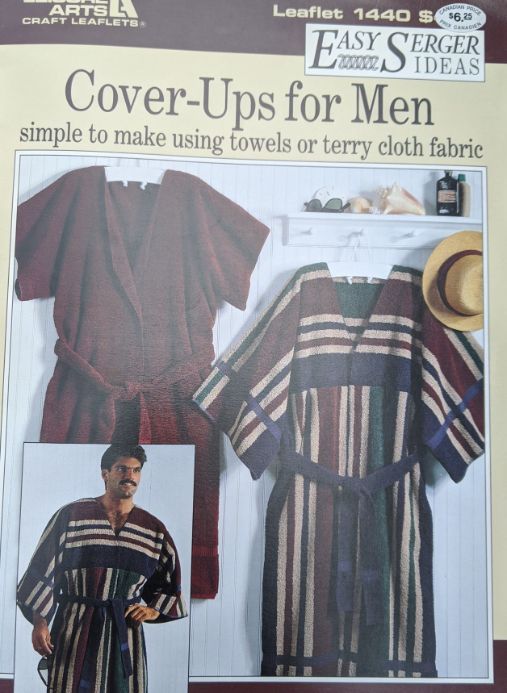 LEISURE
ARTS
CRAFT LEAFLETS
Leaflet 1440 $
CANADIAN PRICE
$6.25
PRIX CANADIEN
EASY SERGER
IDEAS
Cover-Ups for Men
simple to make using towels or terry cloth fabric